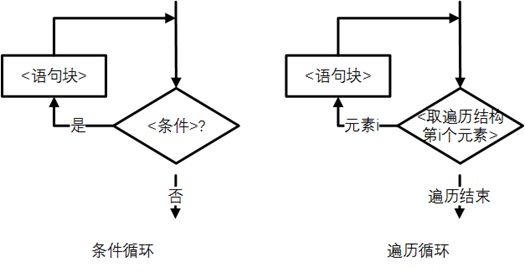 <语句块>
是
<条件>?
否
条件循环
<语句块>
元素i
<取遍历结构
第i个元素>
遍历结束
遍历循环